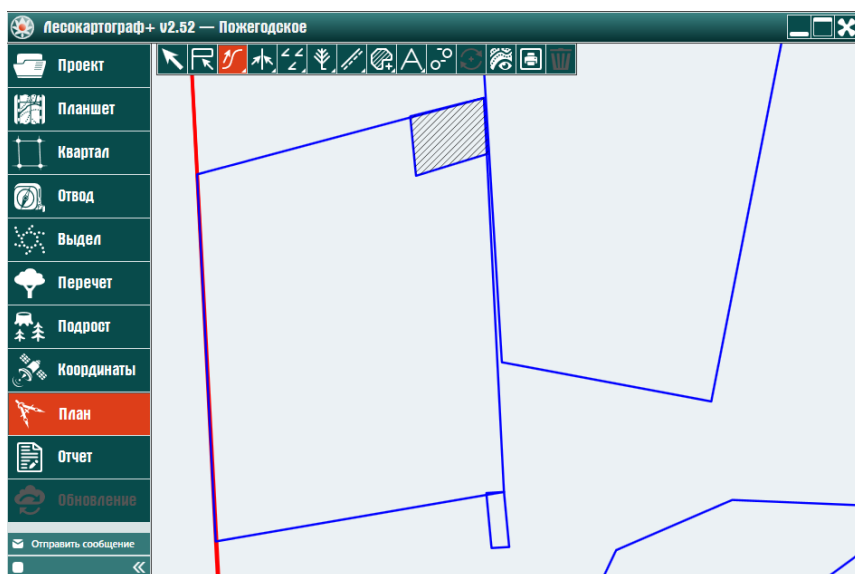 Лесокартограф+ v2.52 — Пожегодское
Проект
Планшет
Квартал
Отвод
Выдел
Перечет
Подрост
Координаты
План
Отчет
Обновление
Отправить сообщение